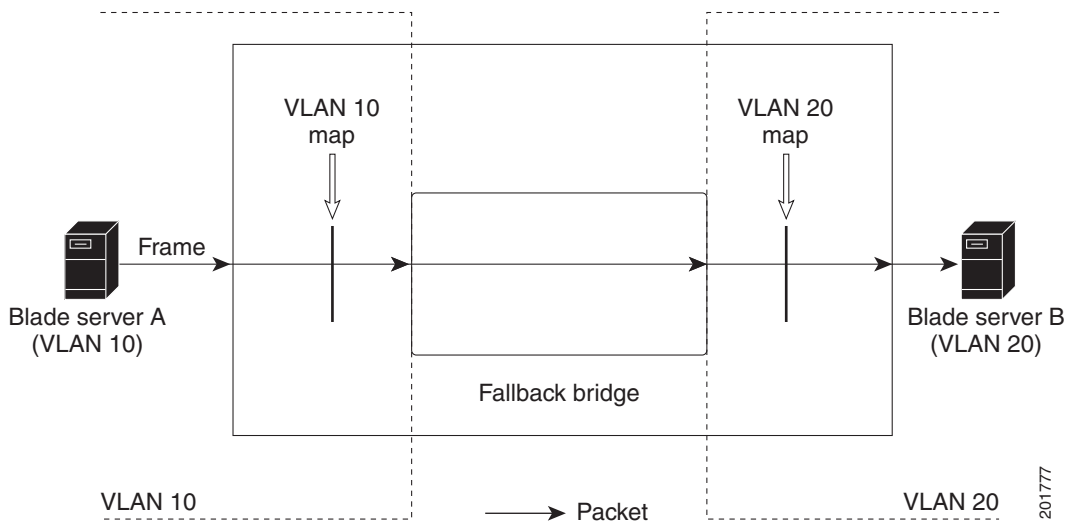 VLAN 10
map
VLAN 20
map
Frame
Blade server A
(VLAN 10)
Blade server B
(VLAN 20)
Fallback bridge
VLAN 10
Packet
VLAN 20
201777